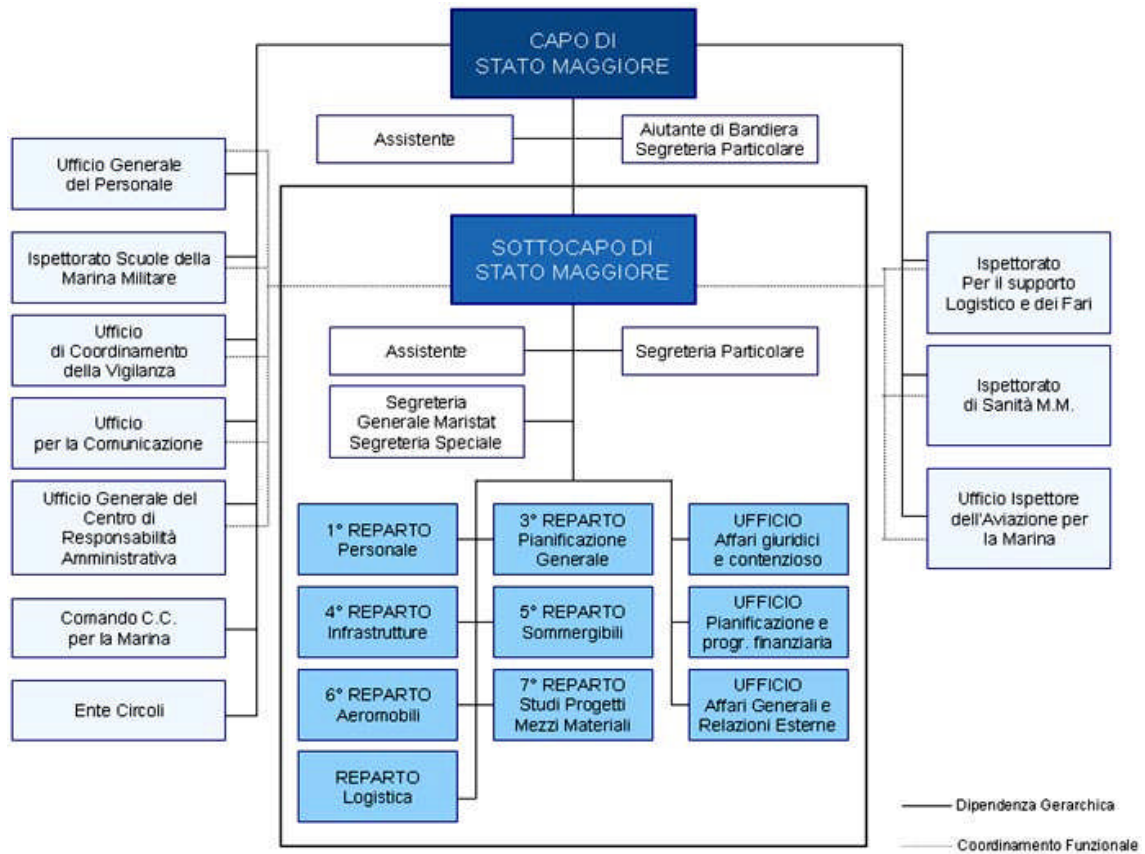 CAPO DI
STATO MAGGIORE
Assistente
Aiutante di Bandiera
Segreteria Particolare
Ufficio Generale
del Personale
Ispettorato Scuole della
Marina Militare
Ufficio
di Coordinamento
della Vigilanza
Ufficio
per la Comunicazione
Ufficio Generale del
Centro di
Responsabilità
Amministrativa
Comando C.C.
per la Marina
Ente Circoli
SOTTOCAPO DI
STATO MAGGIORE
Assistente
Segreteria Particolare
Segreteria
Generale Maristat
Segreteria Speciale
1° REPARTO
Personale
3° REPARTO
Pianificazione
Generale
UFFICIO
Affari giuridici
e contenzioso
4° REPARTO
Infrastrutture
5° REPARTO
Sommergibili
UFFICIO
Pianificazione e
progr. finanziaria
6° REPARTO
Aeromobili
7° REPARTO
Studi Progetti
Mezzi Materiali
UFFICIO
Affari Generali e
Relazioni Esterne
REPARTO
Logistica
Ispettorato
Per il supporto
Logistico e dei Fari
Ispettorato
di Sanità M.M.
Ufficio Ispettore
dell'Aviazione per
la Marina
Dipendenza Gerarchica
Coordinamento Funzionale